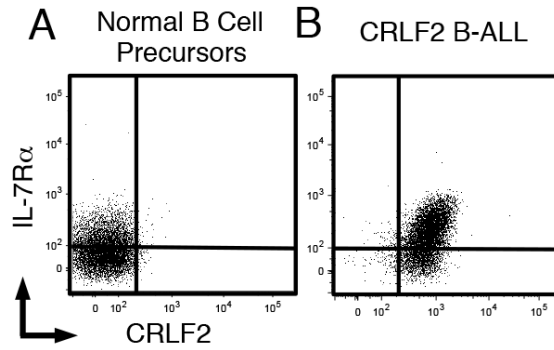 A
Normal B Cell
Precursors
B
CRLF2 B-ALL
IL-7Rα
10⁵
10⁴
10³
10²
0
0 10² 10³ 10⁴ 10⁵
10⁵
10⁴
10³
10²
0
0 10² 10³ 10⁴ 10⁵
CRLF2